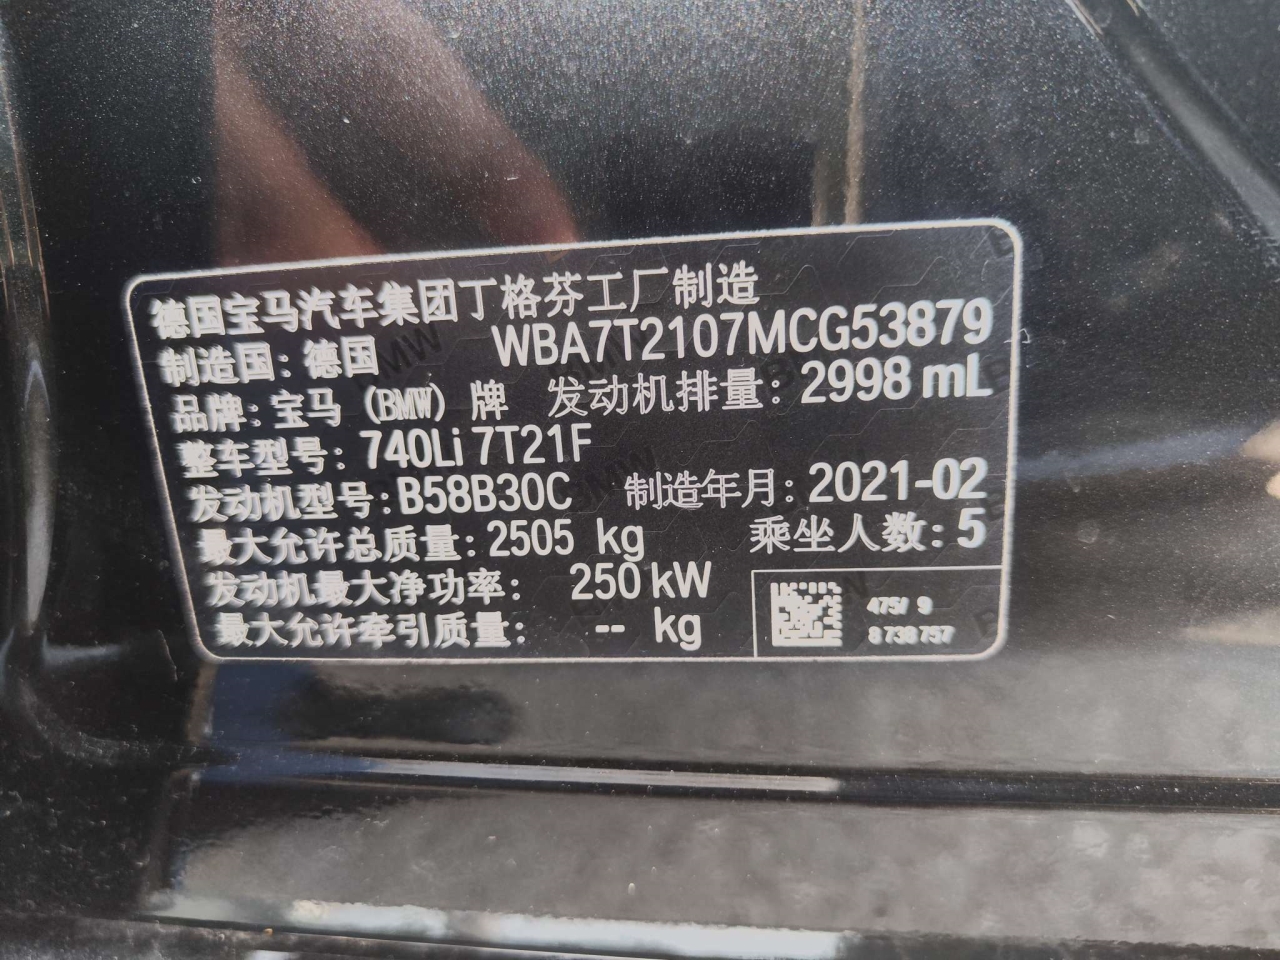 德国宝马汽车集团丁格芬工厂制造
制造国：德国 WBA7T2107MCG53879
品牌：宝马（BMW）牌 发动机排量：2998 mL
整车型号：740Li 7T21F
发动机型号：B58B30C 制造年月：2021-02
最大允许总质量：2505 kg 乘坐人数：5
发动机最大净功率： 250 kW
最大允许牵引质量： -- kg
475/ 9
8738757